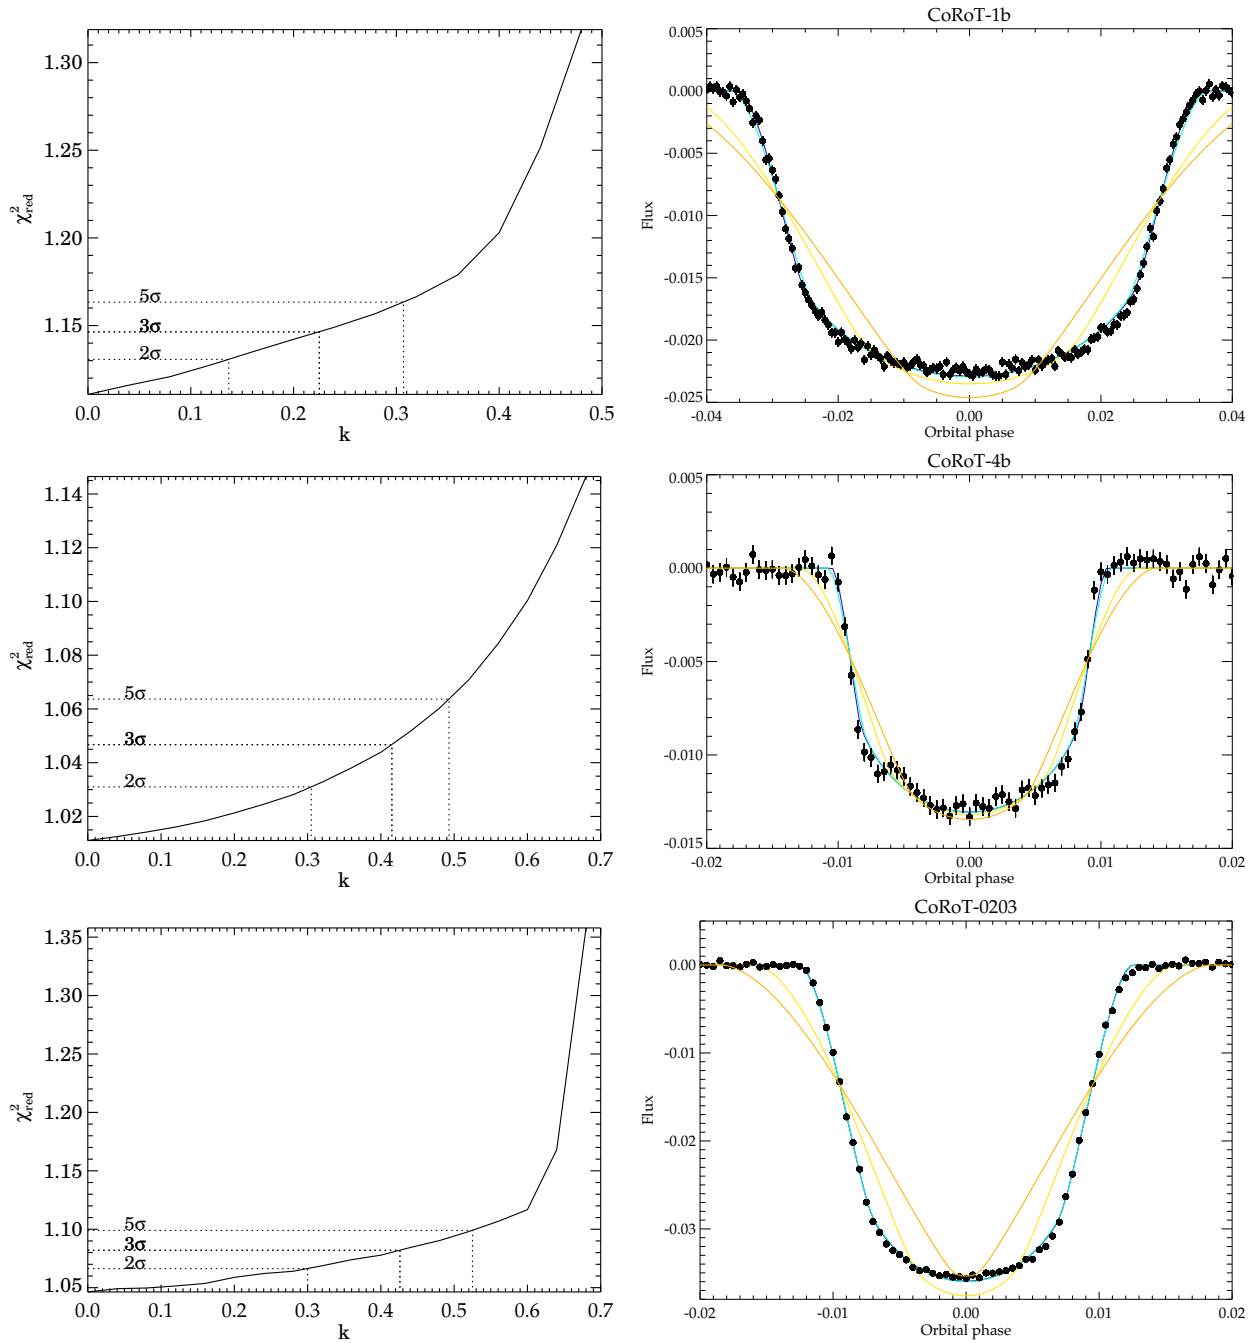 1.30
1.25
1.20
1.15
χ²red
5σ
3σ
2σ
0.0 0.1 0.2 0.3 0.4 0.5
k
CoRoT-1b
0.005
0.000
-0.005
-0.010
-0.015
-0.020
-0.025
Flux
-0.04 -0.02 0.00 0.02 0.04
Orbital phase
1.14
1.12
1.10
1.08
1.06
1.04
1.02
χ²red
5σ
3σ
2σ
0.0 0.1 0.2 0.3 0.4 0.5 0.6 0.7
k
CoRoT-4b
0.005
0.000
-0.005
-0.010
-0.015
Flux
-0.02 -0.01 0.00 0.01 0.02
Orbital phase
1.35
1.30
1.25
1.20
1.15
1.10
1.05
χ²red
5σ
3σ
2σ
0.0 0.1 0.2 0.3 0.4 0.5 0.6 0.7
k
CoRoT-0203
0.00
-0.01
-0.02
-0.03
Flux
-0.02 -0.01 0.00 0.01 0.02
Orbital phase